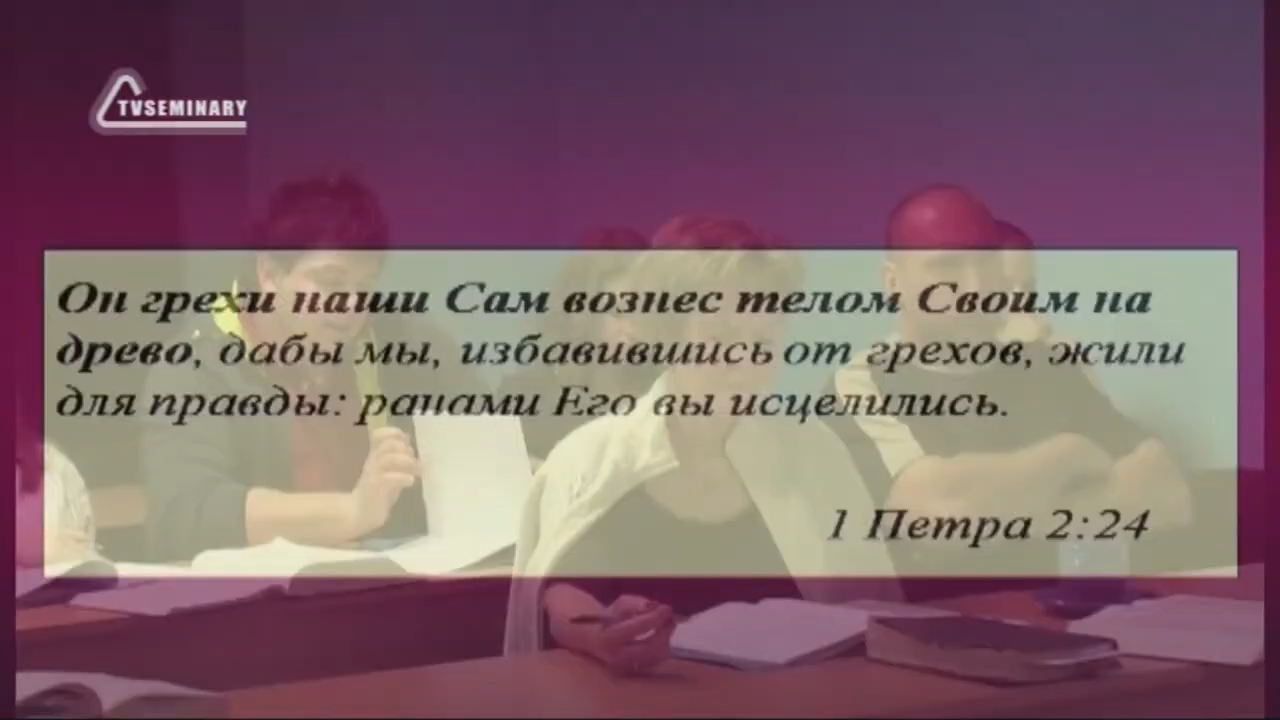 TVSEMINARY
Он грехи наши Сам вознес телом Своим на
древо, дабы мы, избавившись от грехов, жили
для правды: ранами Его вы исцелились.
1 Петра 2:24